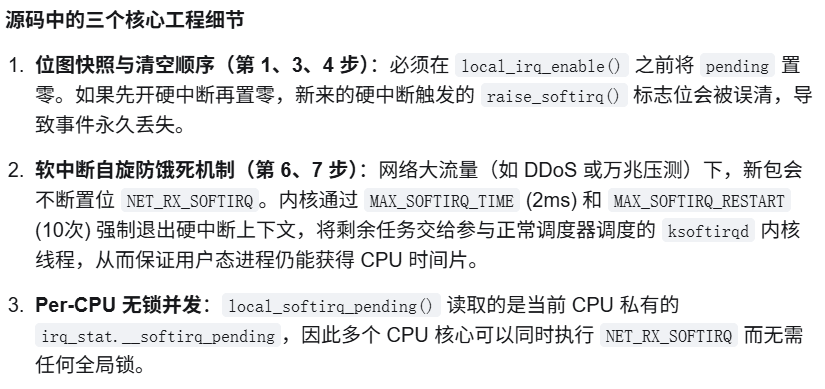 源码中的三个核心工程细节
1. 位图快照与清空顺序（第 1、3、4 步）：必须在 local_irq_enable() 之前将 pending 置
零。如果先开硬中断再置零，新来的硬中断触发的 raise_softirq() 标志位会被误清，导
致事件永久丢失。
2. 软中断自旋防饿死机制（第 6、7 步）：网络大流量（如 DDoS 或万兆压测）下，新包会
不断置位 NET_RX_SOFTIRQ。内核通过 MAX_SOFTIRQ_TIME (2ms) 和 MAX_SOFTIRQ_RESTART
(10次) 强制退出硬中断上下文，将剩余任务交给参与正常调度器调度的 ksoftirqd 内核
线程，从而保证用户态进程仍能获得 CPU 时间片。
3. Per-CPU 无锁并发：local_softirq_pending() 读取的是当前 CPU 私有的
irq_stat.__softirq_pending，因此多个 CPU 核心可以同时执行 NET_RX_SOFTIRQ 而无需
任何全局锁。